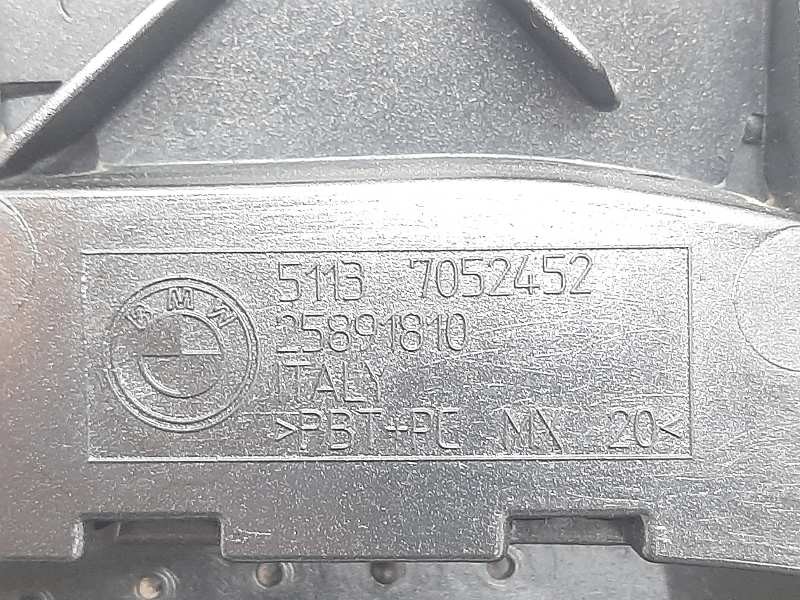 BMW
5113 7052452
25891810
ITALY
>PBT+PC MX 20<